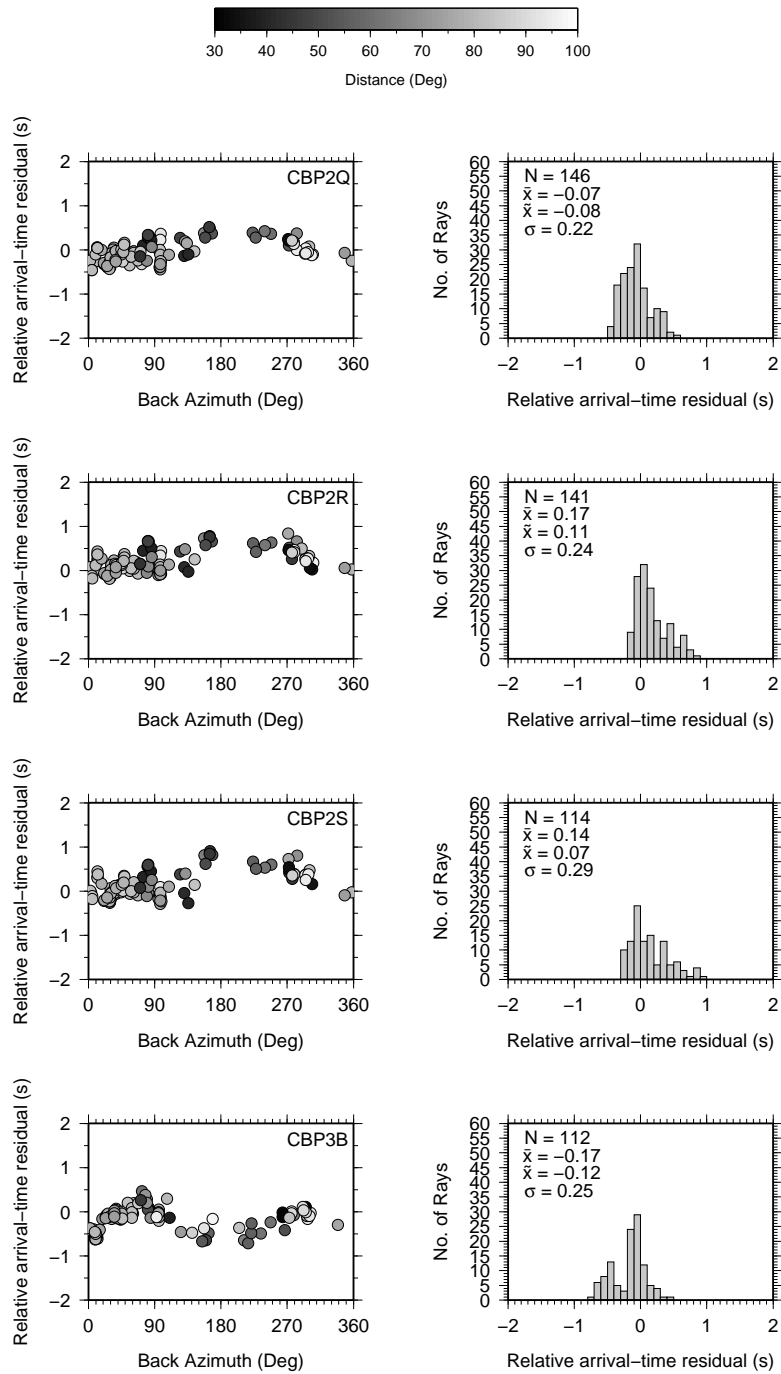 30 40 50 60 70 80 90 100
Distance (Deg)
Relative arrival−time residual (s)
2
1
0
−1
−2
CBP2Q
0 90 180 270 360
Back Azimuth (Deg)
No. of Rays
60
55
50
45
40
35
30
25
20
15
10
5
0
N = 146
x̄ = −0.07
x̃ = −0.08
σ = 0.22
−2 −1 0 1 2
Relative arrival−time residual (s)
Relative arrival−time residual (s)
2
1
0
−1
−2
CBP2R
0 90 180 270 360
Back Azimuth (Deg)
No. of Rays
60
55
50
45
40
35
30
25
20
15
10
5
0
N = 141
x̄ = 0.17
x̃ = 0.11
σ = 0.24
−2 −1 0 1 2
Relative arrival−time residual (s)
Relative arrival−time residual (s)
2
1
0
−1
−2
CBP2S
0 90 180 270 360
Back Azimuth (Deg)
No. of Rays
60
55
50
45
40
35
30
25
20
15
10
5
0
N = 114
x̄ = 0.14
x̃ = 0.07
σ = 0.29
−2 −1 0 1 2
Relative arrival−time residual (s)
Relative arrival−time residual (s)
2
1
0
−1
−2
CBP3B
0 90 180 270 360
Back Azimuth (Deg)
No. of Rays
60
55
50
45
40
35
30
25
20
15
10
5
0
N = 112
x̄ = −0.17
x̃ = −0.12
σ = 0.25
−2 −1 0 1 2
Relative arrival−time residual (s)